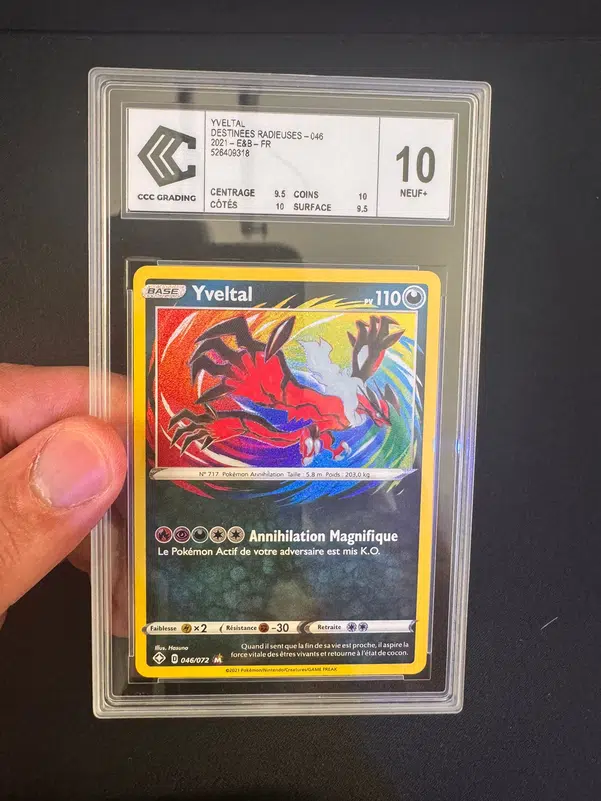 YVELTAL
DESTINEES RADIEUSES - 046
2021 - E&B - FR
526409318
CCC GRADING
CENTRAGE 9.5 COINS 10
CÔTÉS 10 SURFACE 9.5
10
NEUF+
BASE Yveltal PV 110
N° 717 Pokémon Annihilation Taille : 5,8 m Poids : 203,0 kg
Annihilation Magnifique
Le Pokémon Actif de votre adversaire est mis K.O.
Faiblesse ×2 Résistance -30 Retraite
Illus. Hasuno
Quand il sent que la fin de sa vie est proche, il aspire la
force vitale des êtres vivants et retourne à l'état de cocon.
D 046/072
©2021 Pokémon/Nintendo/Creatures/GAME FREAK